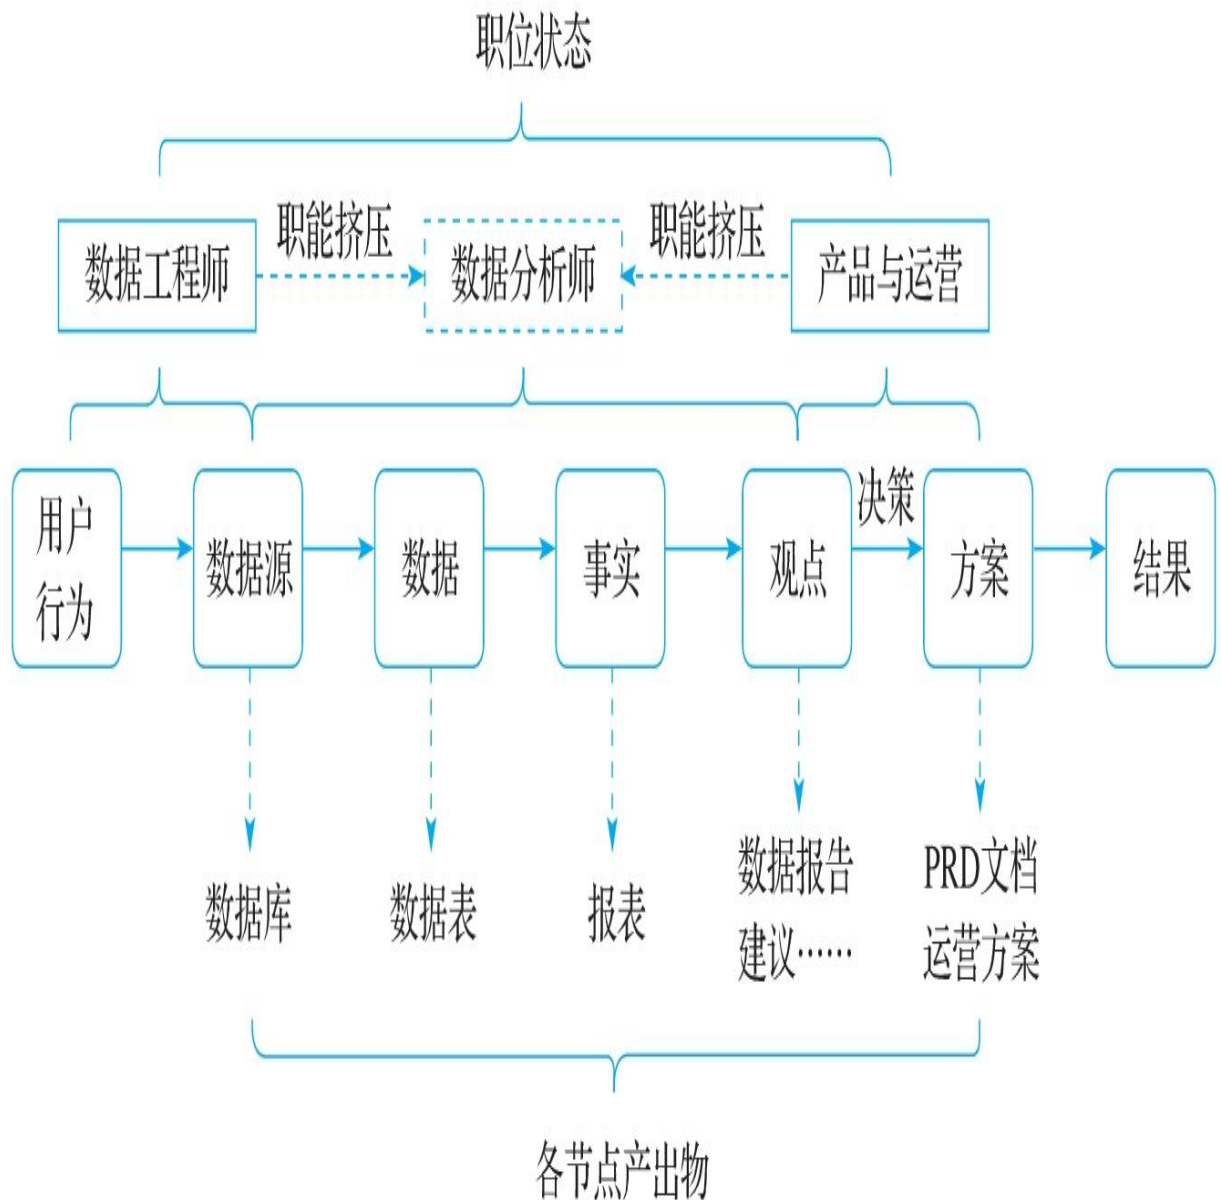 职位状态
职能挤压
职能挤压
数据工程师
数据分析师
产品与运营
用户
行为
数据源
数据
事实
观点
决策
方案
结果
数据库
数据表
报表
数据报告
建议……
PRD文档
运营方案
各节点产出物